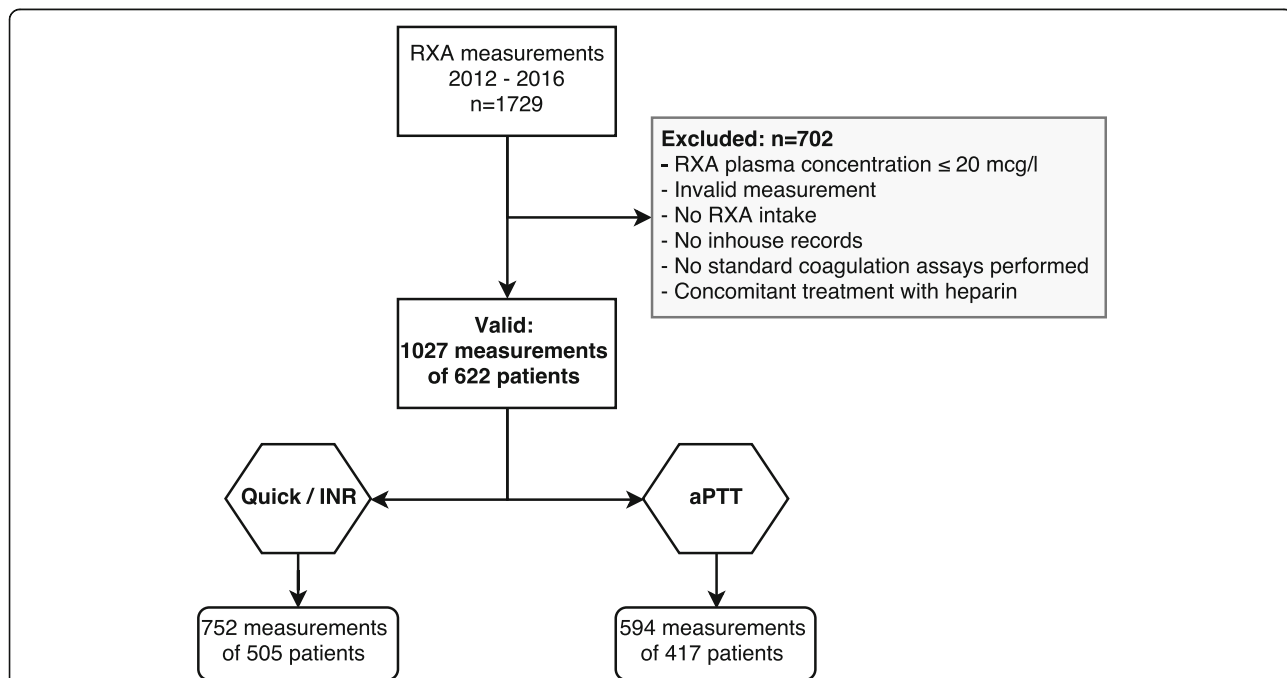 RXA measurements
2012 - 2016
n=1729
Excluded: n=702
- RXA plasma concentration ≤ 20 mcg/l
- Invalid measurement
- No RXA intake
- No inhouse records
- No standard coagulation assays performed
- Concomitant treatment with heparin
Valid:
1027 measurements
of 622 patients
Quick / INR
aPTT
752 measurements
of 505 patients
594 measurements
of 417 patients